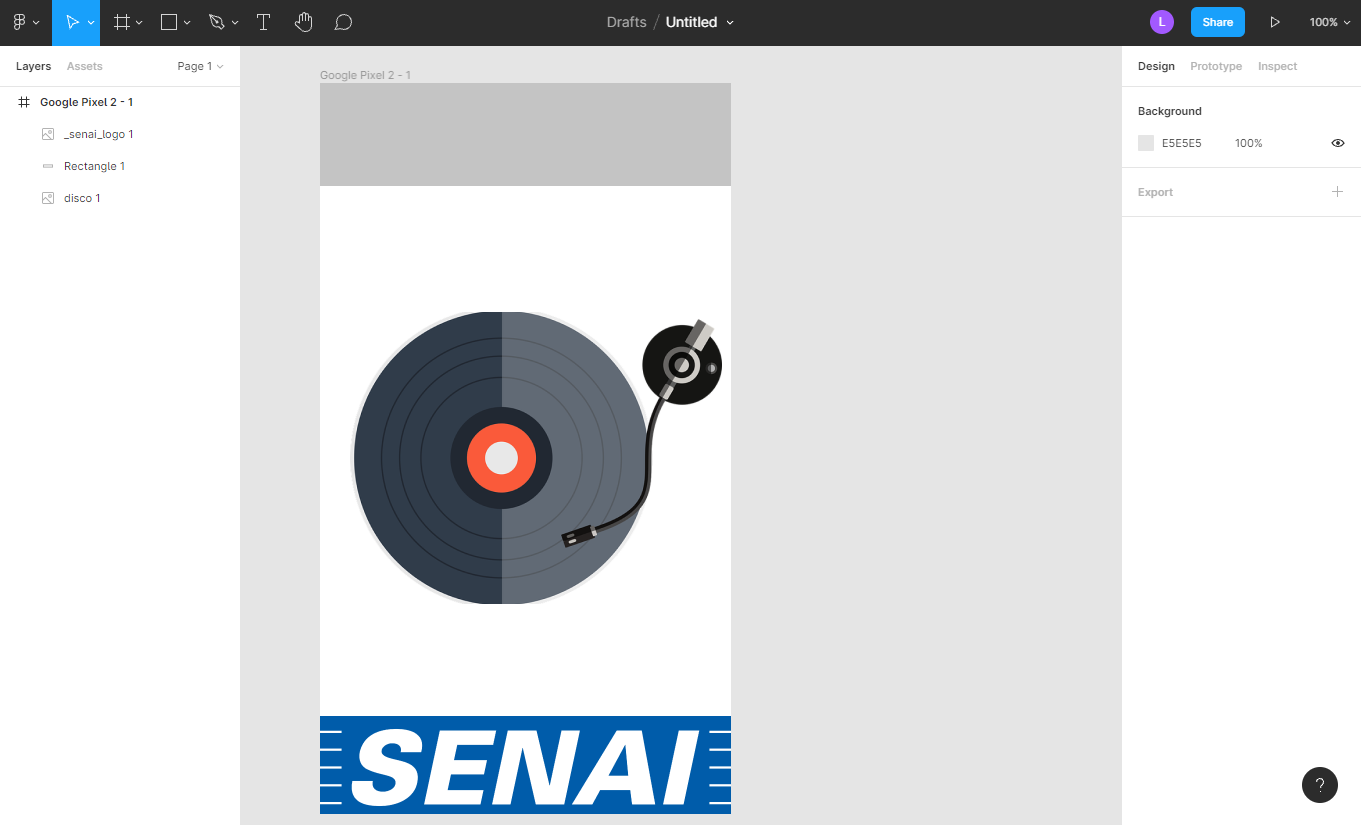 Drafts / Untitled
L
Share
100%
Layers
Assets
Page 1
Google Pixel 2 - 1
_senai_logo 1
Rectangle 1
disco 1
Google Pixel 2 - 1
SENAI
Design
Prototype
Inspect
Background
E5E5E5
100%
Export
?